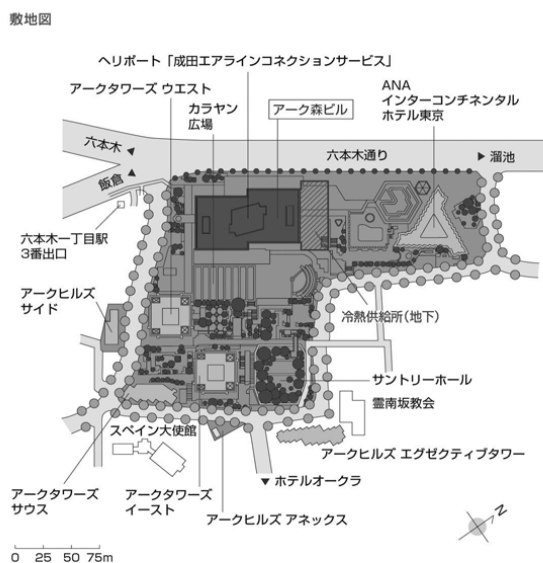 敷地図
ヘリポート「成田エアラインコネクションサービス」
アークタワーズ ウエスト
カラヤン
広場
アーク森ビル
ANA
インターコンチネンタル
ホテル東京
六本木
飯倉
六本木通り
溜池
六本木一丁目駅
3番出口
アークヒルズ
サイド
冷熱供給所(地下)
サントリーホール
霊南坂教会
スペイン大使館
アークヒルズ エグゼクティブタワー
アークタワーズ
サウス
アークタワーズ
イースト
ホテルオークラ
アークヒルズ アネックス
N
0 25 50 75m